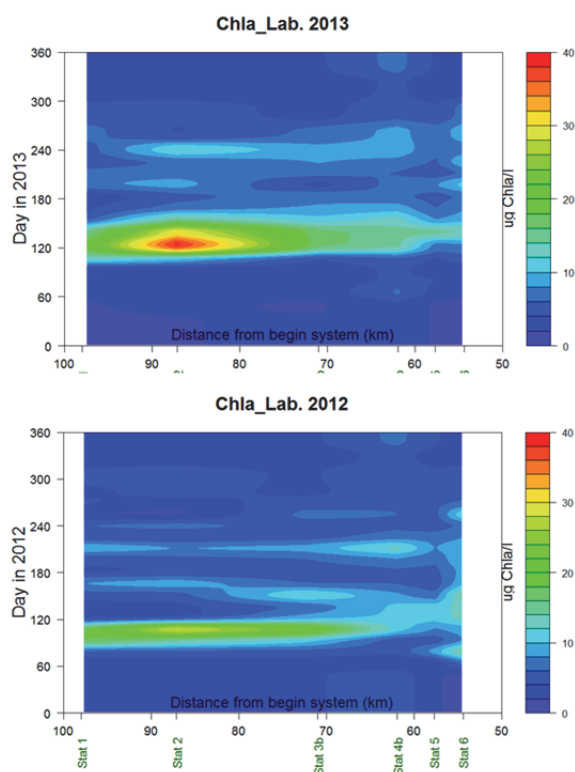 Chla_Lab. 2013
360
300
240
180
120
60
0
Day in 2013
Distance from begin system (km)
100
90
80
70
60
50
40
30
20
10
0
ug Chla/l
Chla_Lab. 2012
360
300
240
180
120
60
0
Day in 2012
Distance from begin system (km)
100
90
80
70
60
50
Stat 1
Stat 2
Stat 3b
Stat 4b
Stat 5
Stat 6
40
30
20
10
0
ug Chla/l